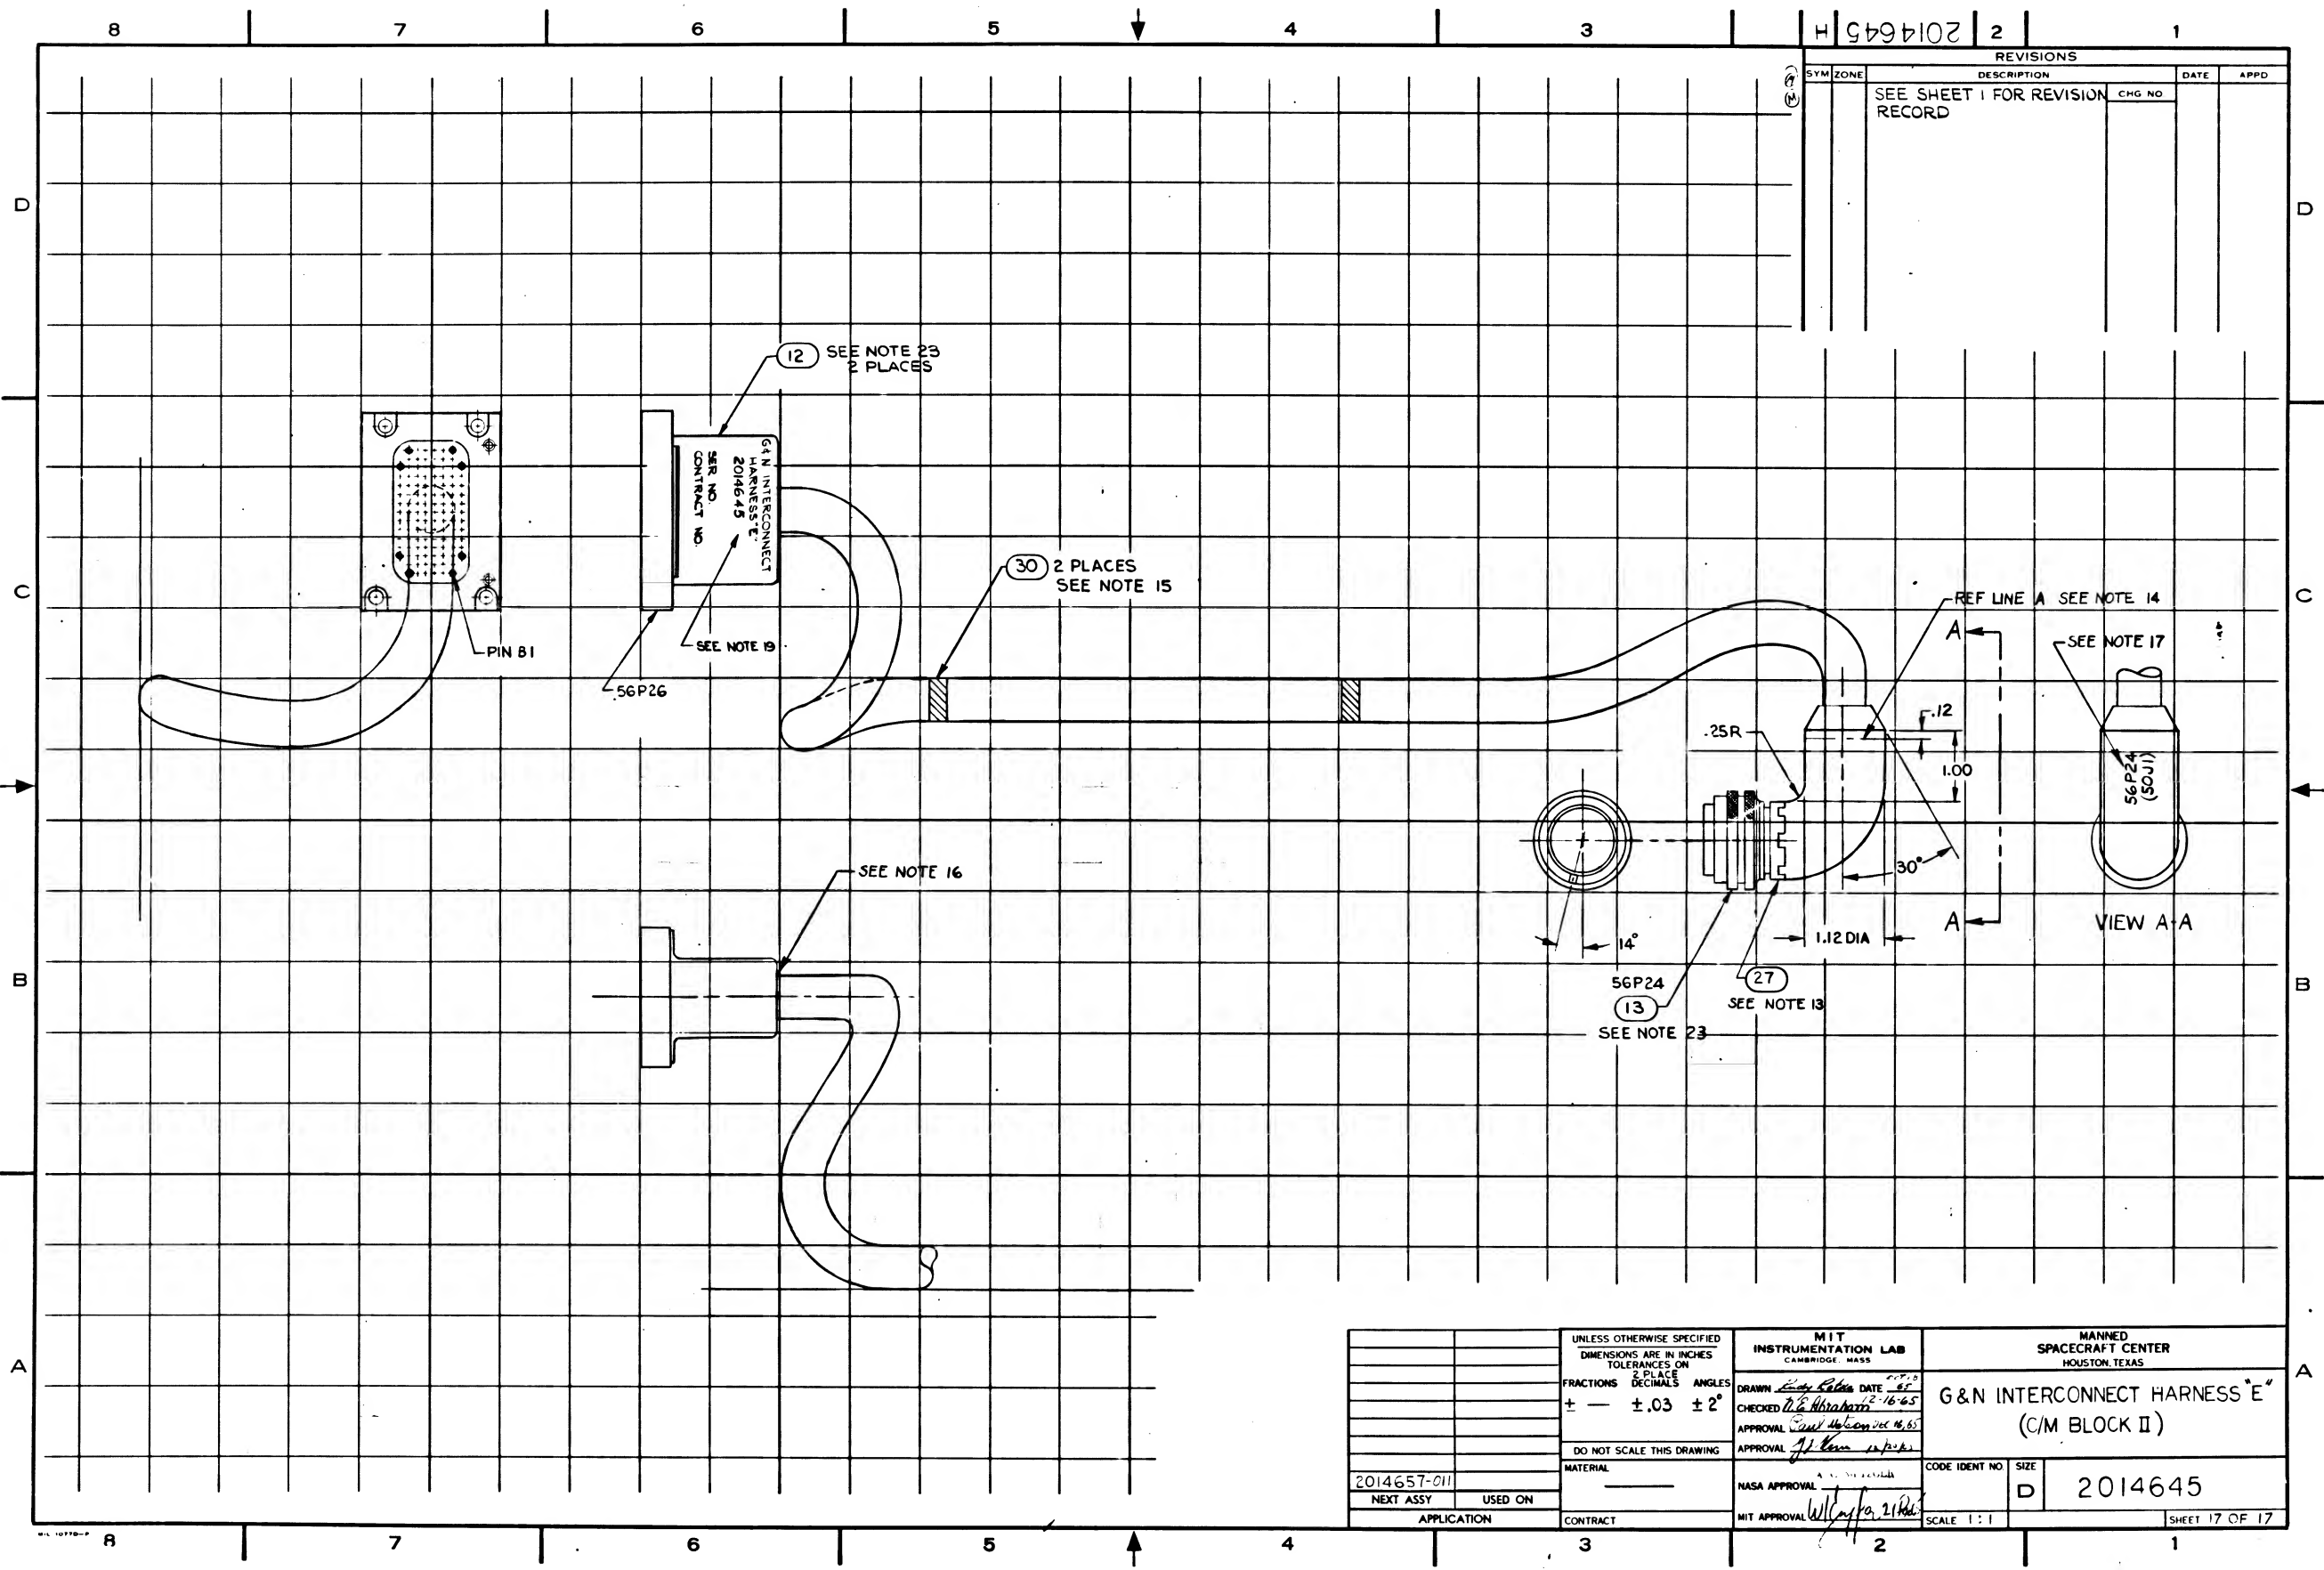 8
7
6
5
4
3
H
2014645
2
1
REVISIONS
SYM
ZONE
DESCRIPTION
DATE
APPD
SEE SHEET 1 FOR REVISION
RECORD
CHG NO
D
D
12
SEE NOTE 23
2 PLACES
G&N INTERCONNECT
HARNESS "E"
2014645
SER NO.
CONTRACT NO.
SEE NOTE 19
56P26
PIN B1
30
2 PLACES
SEE NOTE 15
C
C
REF LINE A SEE NOTE 14
A
SEE NOTE 17
.12
.25R
1.00
56P24
(50J1)
30°
A
VIEW A-A
1.12 DIA
14°
56P24
13
SEE NOTE 23
27
SEE NOTE 13
SEE NOTE 16
B
B
A
A
UNLESS OTHERWISE SPECIFIED
DIMENSIONS ARE IN INCHES
TOLERANCES ON
2 PLACE
FRACTIONS DECIMALS ANGLES
± — ±.03 ±2°
DO NOT SCALE THIS DRAWING
MATERIAL
CONTRACT
2014657-011
NEXT ASSY
USED ON
APPLICATION
MIT
INSTRUMENTATION LAB
CAMBRIDGE, MASS
DRAWN
DATE
65
CHECKED D.E. Abraham 12-16-65
APPROVAL
APPROVAL
NASA APPROVAL
MIT APPROVAL
MANNED
SPACECRAFT CENTER
HOUSTON, TEXAS
G&N INTERCONNECT HARNESS "E"
(C/M BLOCK II)
CODE IDENT NO.
SIZE
D
2014645
SCALE 1:1
SHEET 17 OF 17
8
7
6
5
4
3
2
1